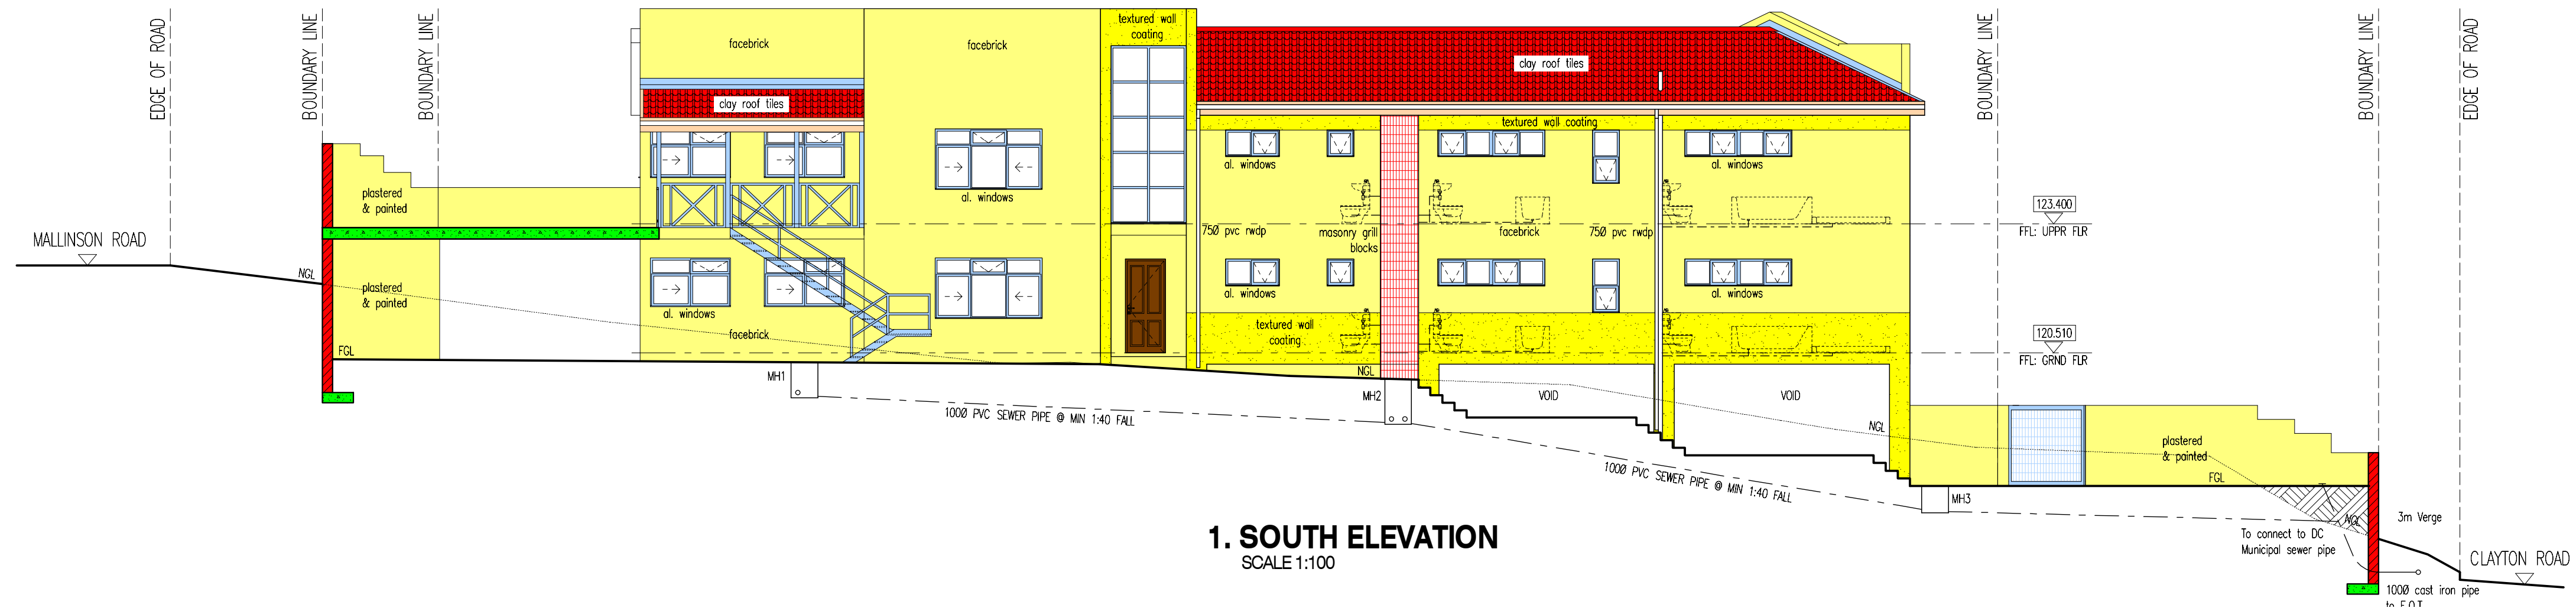 EDGE OF ROAD
BOUNDARY LINE
BOUNDARY LINE
BOUNDARY LINE
BOUNDARY LINE
EDGE OF ROAD
facebrick
facebrick
textured wall
coating
clay roof tiles
clay roof tiles
textured wall coating
al. windows
al. windows
al. windows
plastered
& painted
MALLINSON ROAD
NGL
750 pvc rwdp
masonry grill
blocks
facebrick
750 pvc rwdp
123.400
FFL: UPPR FLR
plastered
& painted
al. windows
facebrick
al. windows
al. windows
textured wall
coating
120.510
FFL: GRND FLR
FGL
MH1
NGL
MH2
VOID
VOID
100Ø PVC SEWER PIPE @ MIN 1:40 FALL
NGL
plastered
& painted
100Ø PVC SEWER PIPE @ MIN 1:40 FALL
FGL
MH3
NGL
3m Verge
To connect to DC
Municipal sewer pipe
CLAYTON ROAD
100Ø cast iron pipe
to E.O.T
1. SOUTH ELEVATION
SCALE 1:100